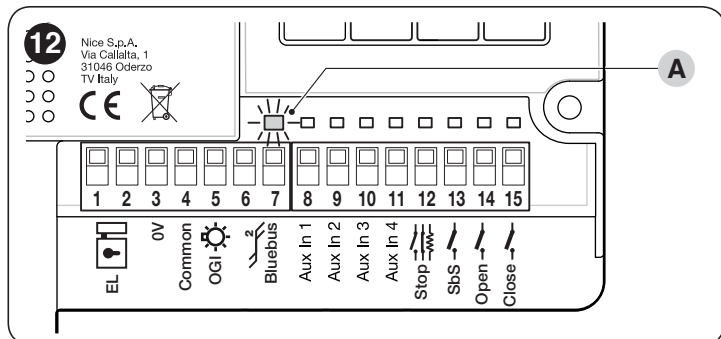 12
Nice S.p.A.
Via Callalta, 1
31046 Oderzo
TV Italy
CE
A
1 2 3 4 5 6 7 8 9 10 11 12 13 14 15
EL
0V
Common
OGI
2
Bluebus
Aux In 1
Aux In 2
Aux In 3
Aux In 4
Stop
SbS
Open
Close